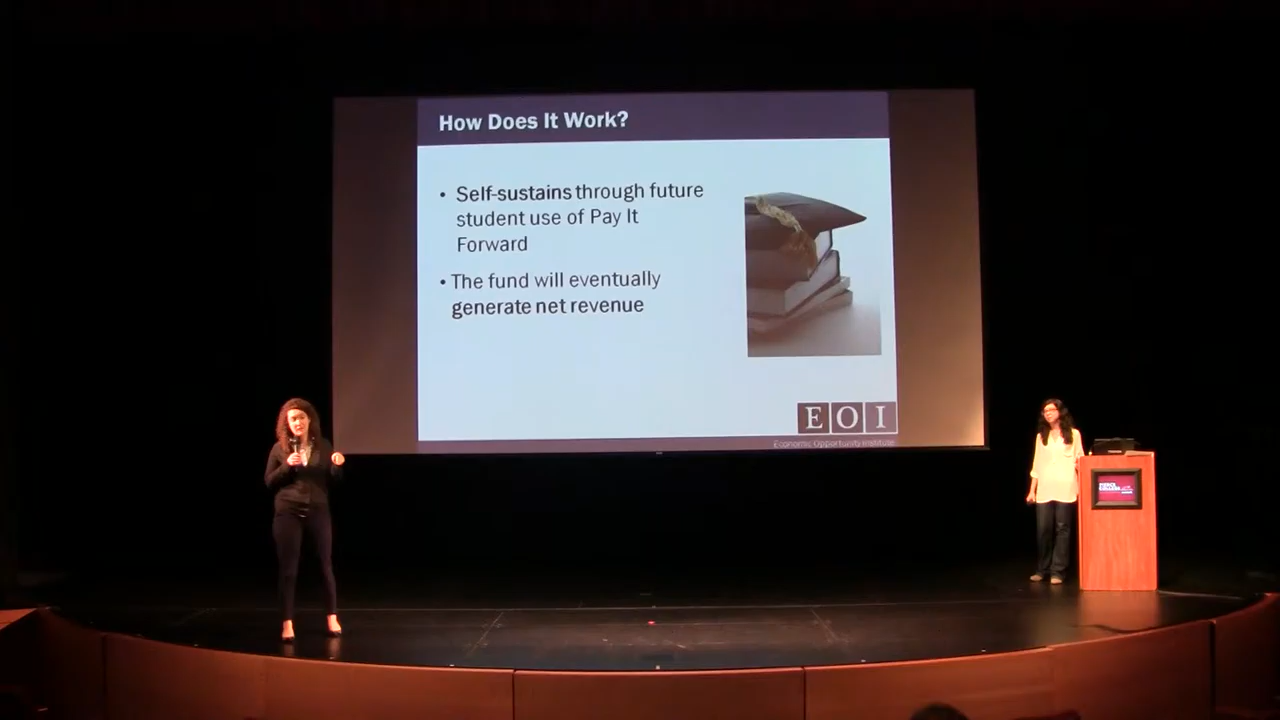 How Does It Work?
• Self-sustains through future
student use of Pay It
Forward
• The fund will eventually
generate net revenue
EOI
Economic Opportunity Institute